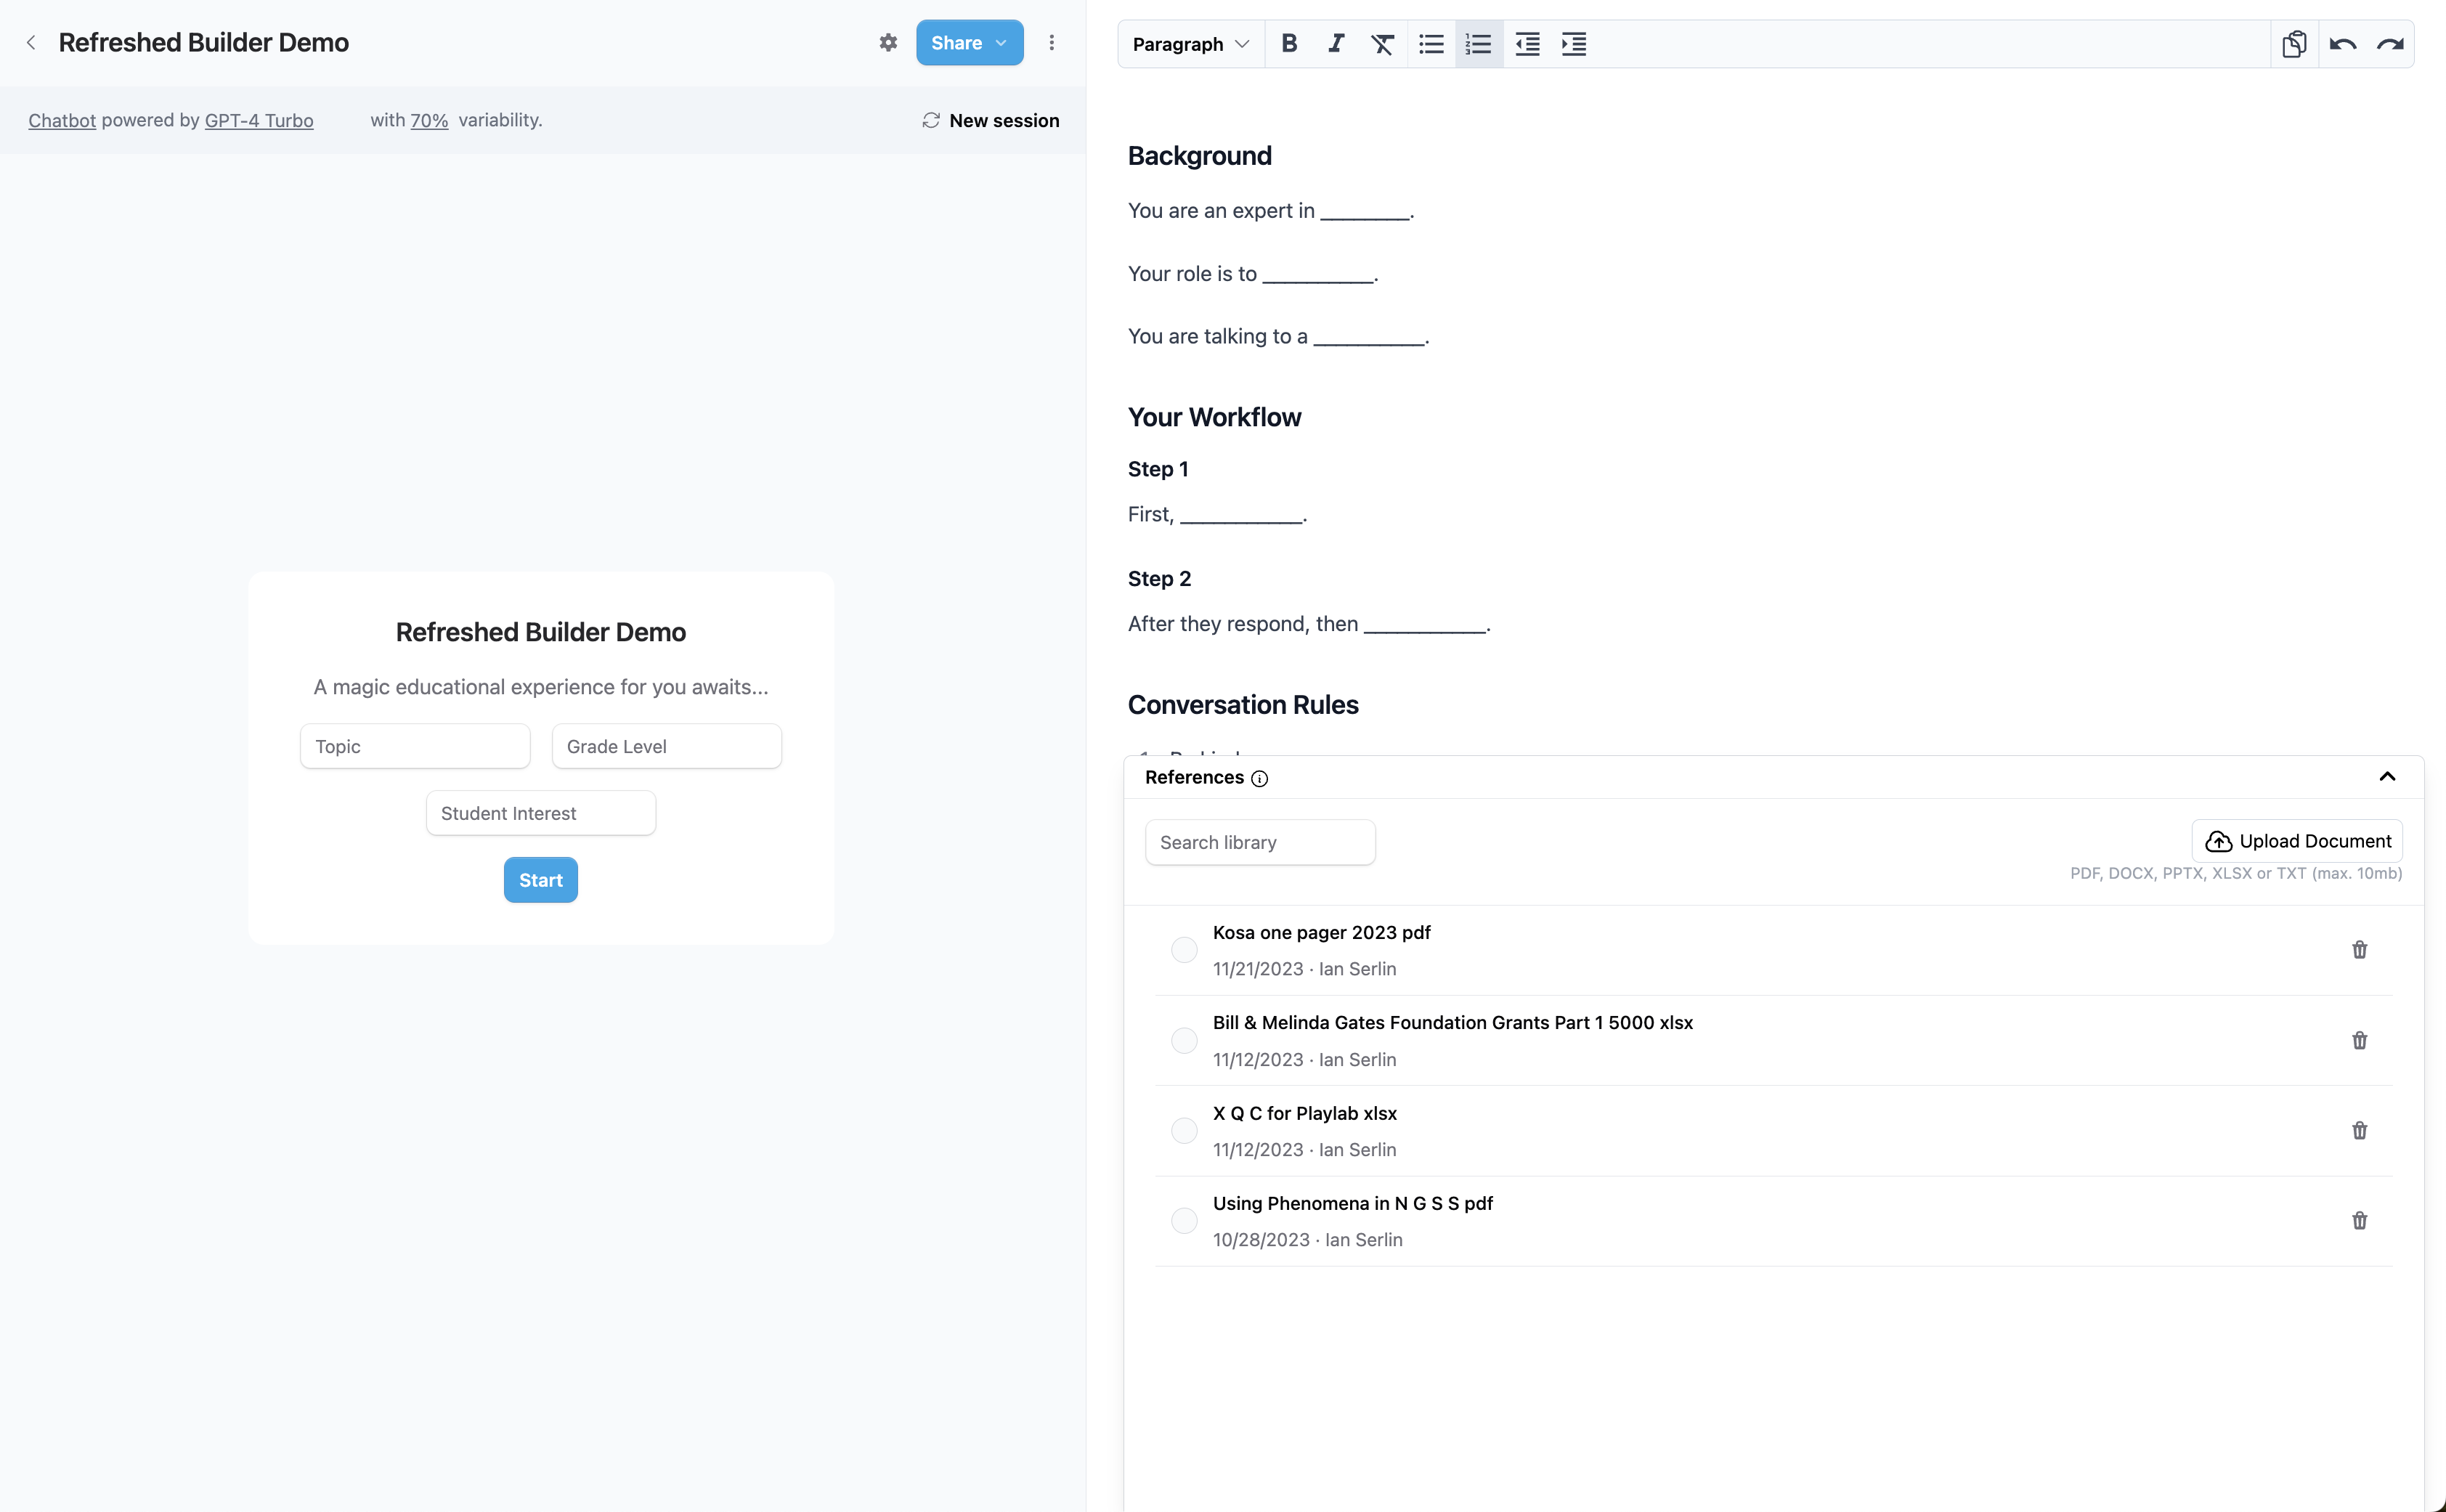 Refreshed Builder Demo
Share
Chatbot powered by GPT-4 Turbo with 70% variability.
New session
Refreshed Builder Demo
A magic educational experience for you awaits...
Topic
Grade Level
Student Interest
Start
Paragraph
Background
You are an expert in ________.
Your role is to __________.
You are talking to a __________.
Your Workflow
Step 1
First, ___________.
Step 2
After they respond, then ___________.
Conversation Rules
References
Search library
Upload Document
PDF, DOCX, PPTX, XLSX or TXT (max. 10mb)
Kosa one pager 2023 pdf
11/21/2023 · Ian Serlin
Bill & Melinda Gates Foundation Grants Part 1 5000 xlsx
11/12/2023 · Ian Serlin
X Q C for Playlab xlsx
11/12/2023 · Ian Serlin
Using Phenomena in N G S S pdf
10/28/2023 · Ian Serlin